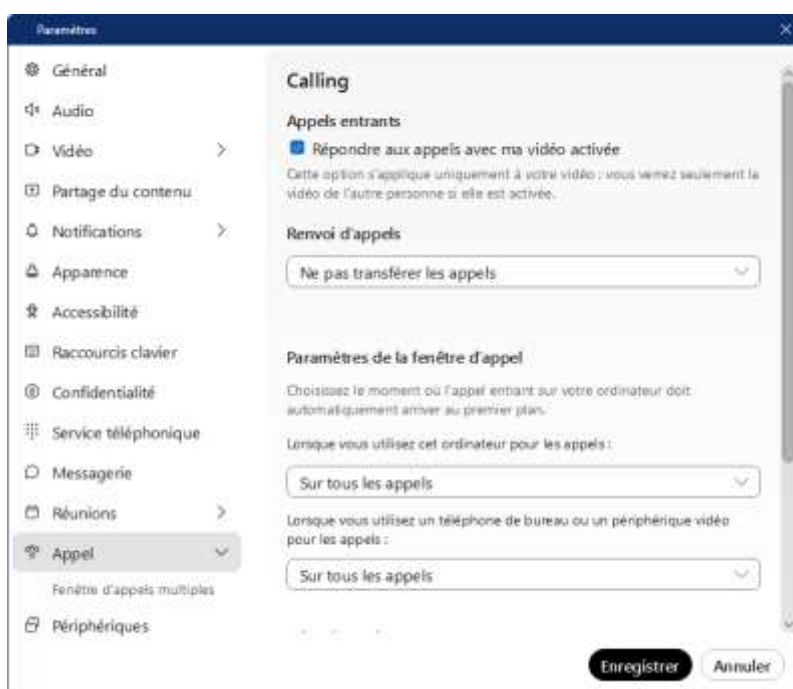 Paramètres
Général
Audio
Vidéo
Partage du contenu
Notifications
Apparence
Accessibilité
Raccourcis clavier
Confidentialité
Service téléphonique
Messagerie
Réunions
Appel
Fenêtre d'appels multiples
Périphériques
Calling
Appels entrants
Répondre aux appels avec ma vidéo activée
Cette option s'applique uniquement à votre vidéo : vous verrez seulement la
vidéo de l'autre personne si elle est activée.
Renvoi d'appels
Ne pas transférer les appels
Paramètres de la fenêtre d'appel
Choisissez le moment où l'appel entrant sur votre ordinateur doit
automatiquement arriver au premier plan.
Lorsque vous utilisez cet ordinateur pour les appels :
Sur tous les appels
Lorsque vous utilisez un téléphone de bureau ou un périphérique vidéo
pour les appels :
Sur tous les appels
Enregistrer
Annuler